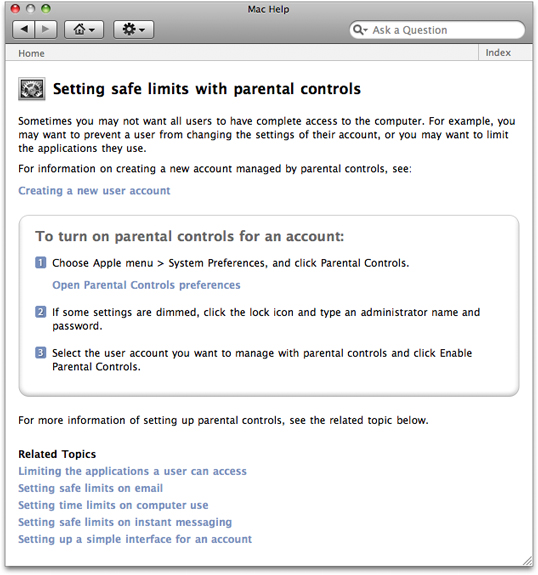 Mac Help
Ask a Question
Home
Index
Setting safe limits with parental controls
Sometimes you may not want all users to have complete access to the computer. For example, you
may want to prevent a user from changing the settings of their account, or you may want to limit
the applications they use.
For information on creating a new account managed by parental controls, see:
Creating a new user account
To turn on parental controls for an account:
1 Choose Apple menu > System Preferences, and click Parental Controls.
Open Parental Controls preferences
2 If some settings are dimmed, click the lock icon and type an administrator name and
password.
3 Select the user account you want to manage with parental controls and click Enable
Parental Controls.
For more information of setting up parental controls, see the related topic below.
Related Topics
Limiting the applications a user can access
Setting safe limits on email
Setting time limits on computer use
Setting safe limits on instant messaging
Setting up a simple interface for an account